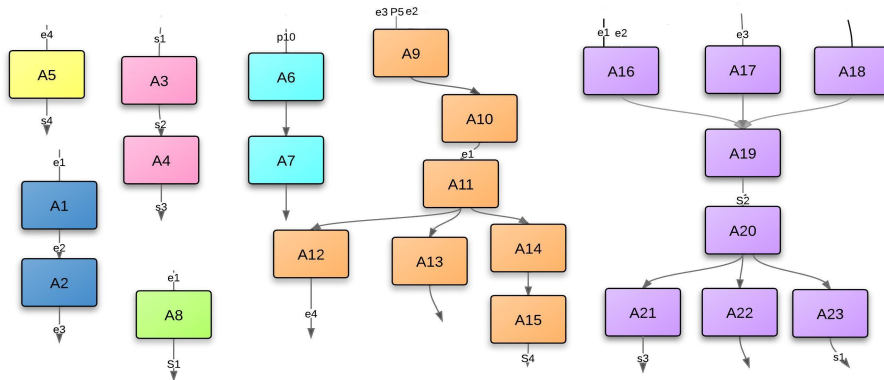 e4
A5
s4
e1
A1
e2
A2
e3
s1
A3
s2
A4
s3
e1
A8
S1
p10
A6
A7
e3 P5 e2
A9
A10
e1
A11
A12
A13
A14
A15
e4
S4
e1 e2
A16
e3
A17
A18
A19
S2
A20
A21
A22
A23
s3
s1